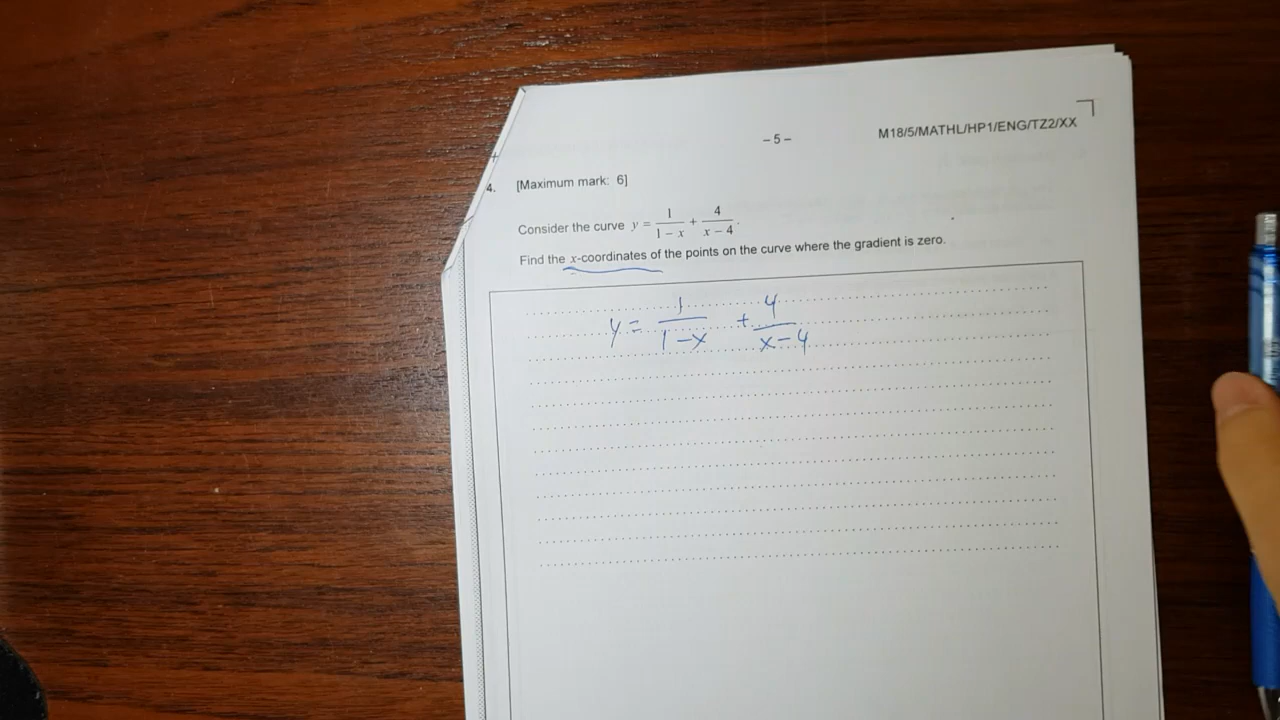 – 5 –
M18/5/MATHL/HP1/ENG/TZ2/XX
4. [Maximum mark: 6]
Consider the curve y = 1/(1 – x) + 4/(x – 4).
Find the x-coordinates of the points on the curve where the gradient is zero.
y = 1/(1-x) + 4/(x-4)